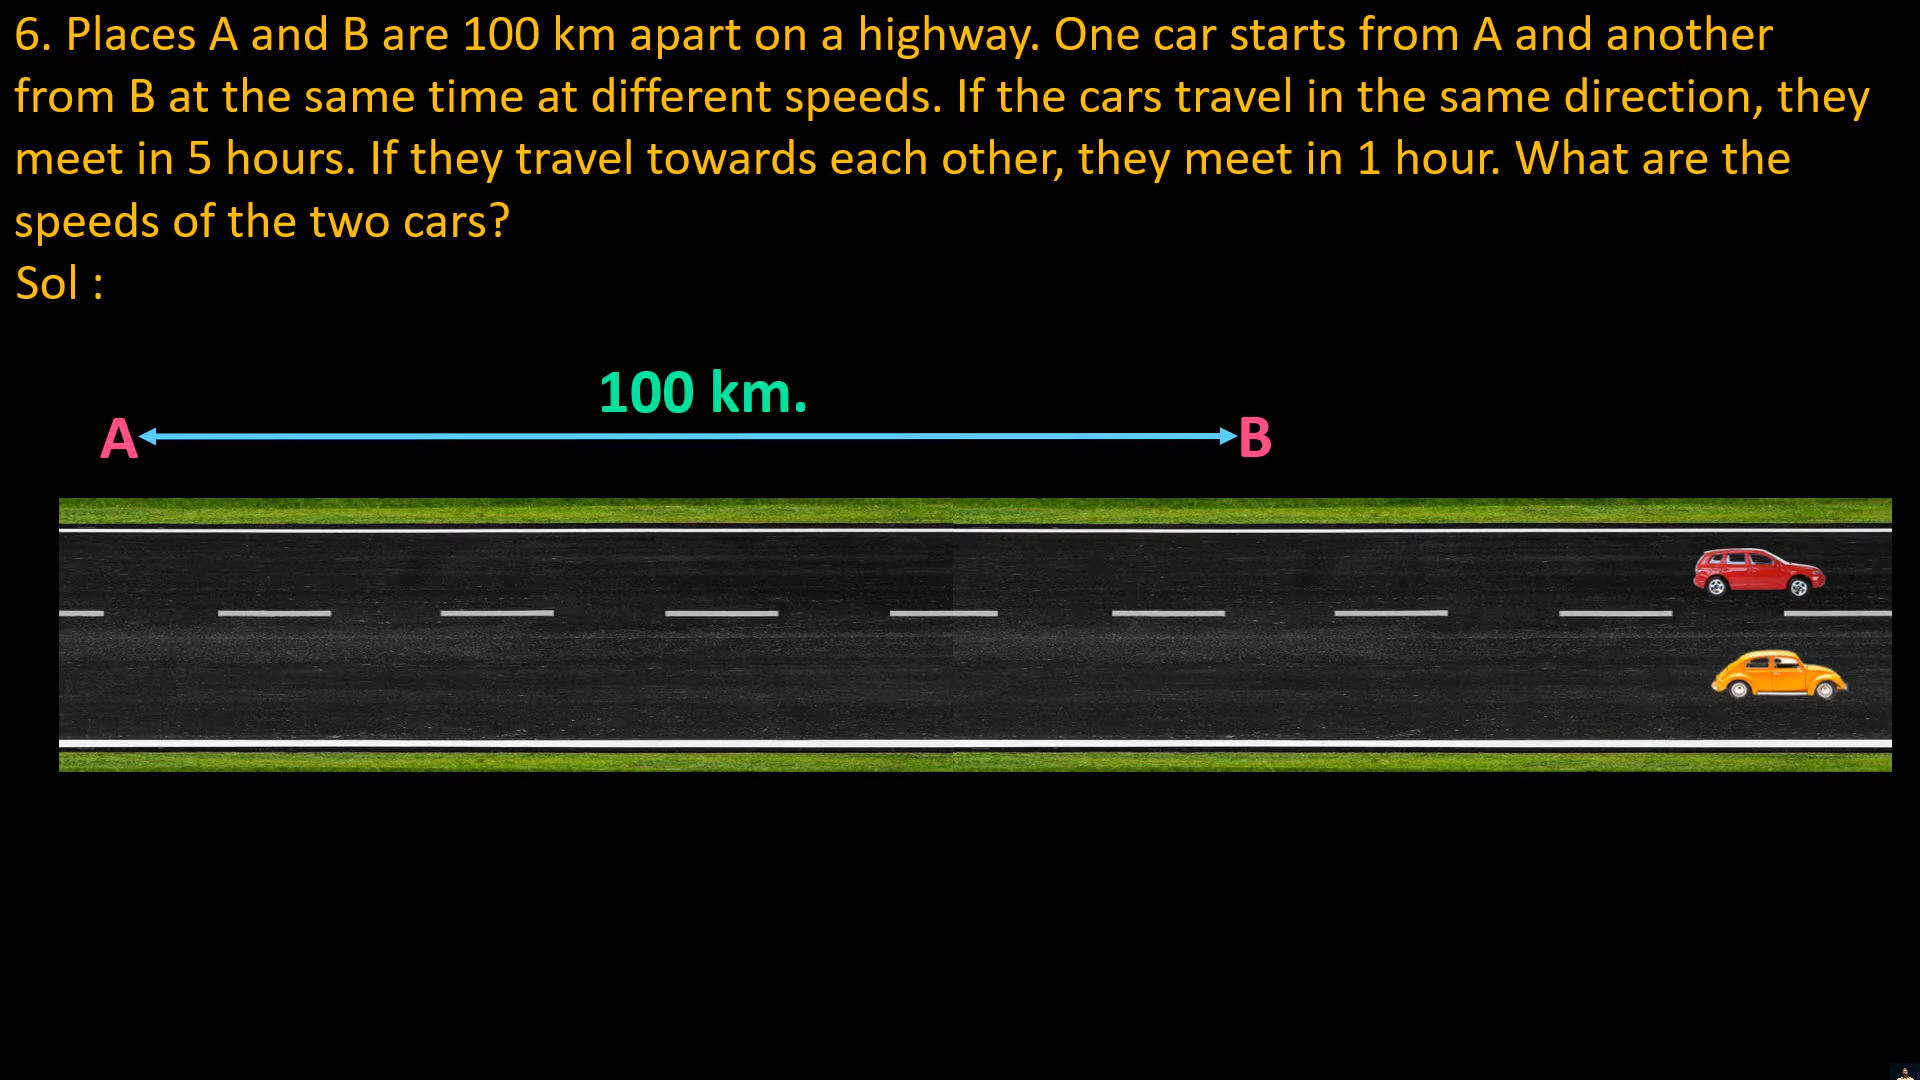 6. Places A and B are 100 km apart on a highway. One car starts from A and another
from B at the same time at different speeds. If the cars travel in the same direction, they
meet in 5 hours. If they travel towards each other, they meet in 1 hour. What are the
speeds of the two cars?
Sol :
100 km.
A B